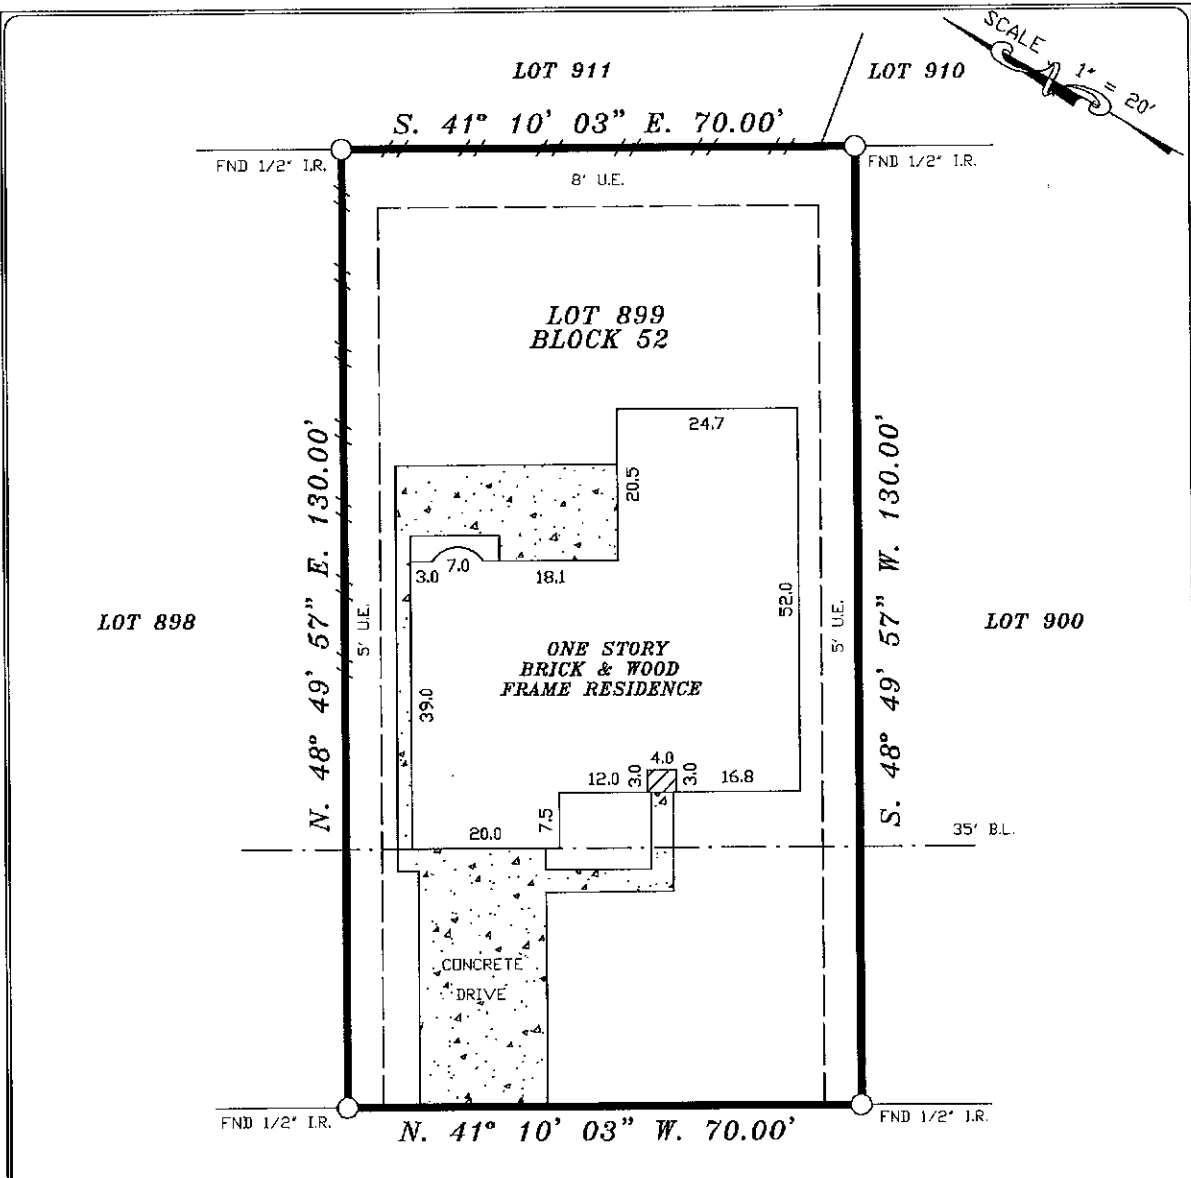 SCALE 1" = 20'
LOT 911
LOT 910
S. 41° 10' 03" E. 70.00'
FND 1/2" I.R.
FND 1/2" I.R.
8' U.E.
LOT 899
BLOCK 52
24.7
20.5
3.0
7.0
18.1
N. 48° 49' 57" E. 130.00'
S. 48° 49' 57" W. 130.00'
52.0
5' U.E.
5' U.E.
LOT 898
LOT 900
ONE STORY
BRICK & WOOD
FRAME RESIDENCE
39.0
4.0
12.0
3.0
3.0
16.8
7.5
20.0
35' B.L.
CONCRETE
DRIVE
FND 1/2" I.R.
FND 1/2" I.R.
N. 41° 10' 03" W. 70.00'